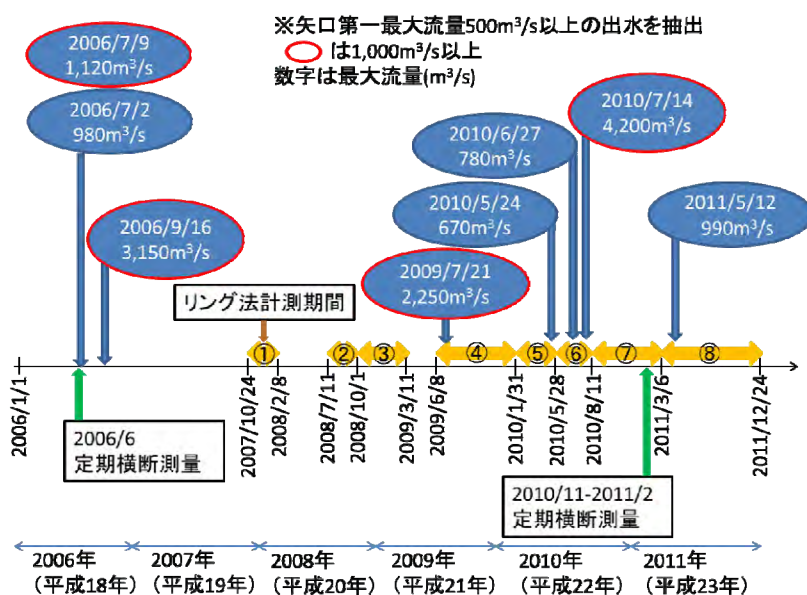 ※矢口第一最大流量500m³/s以上の出水を抽出
は1,000m³/s以上
数字は最大流量(m³/s)
2006/7/9
1,120m³/s
2006/7/2
980m³/s
2006/9/16
3,150m³/s
2010/7/14
4,200m³/s
2010/6/27
780m³/s
2010/5/24
670m³/s
2009/7/21
2,250m³/s
2011/5/12
990m³/s
リング法計測期間
①
②
③
④
⑤
⑥
⑦
⑧
2006/1/1
2007/10/24
2008/2/8
2008/7/11
2008/10/1
2009/3/11
2009/6/8
2010/1/31
2010/5/28
2010/8/11
2011/3/6
2011/12/24
2006/6
定期横断測量
2010/11-2011/2
定期横断測量
2006年
（平成18年）
2007年
（平成19年）
2008年
（平成20年）
2009年
（平成21年）
2010年
（平成22年）
2011年
（平成23年）